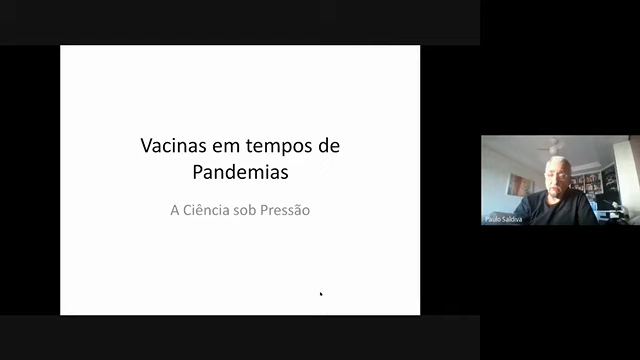 Vacinas em tempos de
Pandemias
A Ciência sob Pressão
Paulo Saldiva